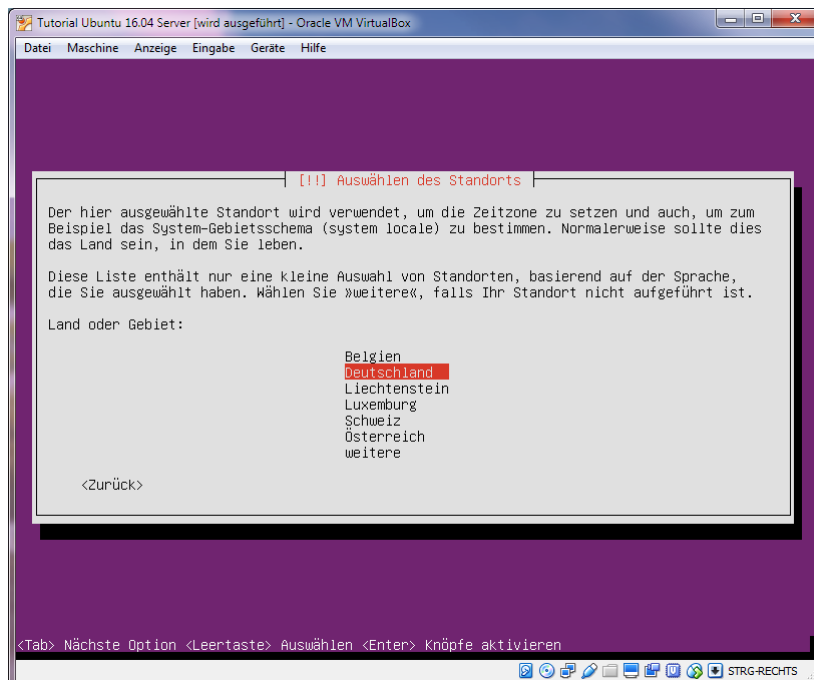 Tutorial Ubuntu 16.04 Server [wird ausgeführt] - Oracle VM VirtualBox
Datei Maschine Anzeige Eingabe Geräte Hilfe
[!!] Auswählen des Standorts
Der hier ausgewählte Standort wird verwendet, um die Zeitzone zu setzen und auch, um zum
Beispiel das System-Gebietsschema (system locale) zu bestimmen. Normalerweise sollte dies
das Land sein, in dem Sie leben.
Diese Liste enthält nur eine kleine Auswahl von Standorten, basierend auf der Sprache,
die Sie ausgewählt haben. Wählen Sie »weitere«, falls Ihr Standort nicht aufgeführt ist.
Land oder Gebiet:
Belgien
Deutschland
Liechtenstein
Luxemburg
Schweiz
Österreich
weitere
<Zurück>
<Tab> Nächste Option <Leertaste> Auswählen <Enter> Knöpfe aktivieren
STRG-RECHTS